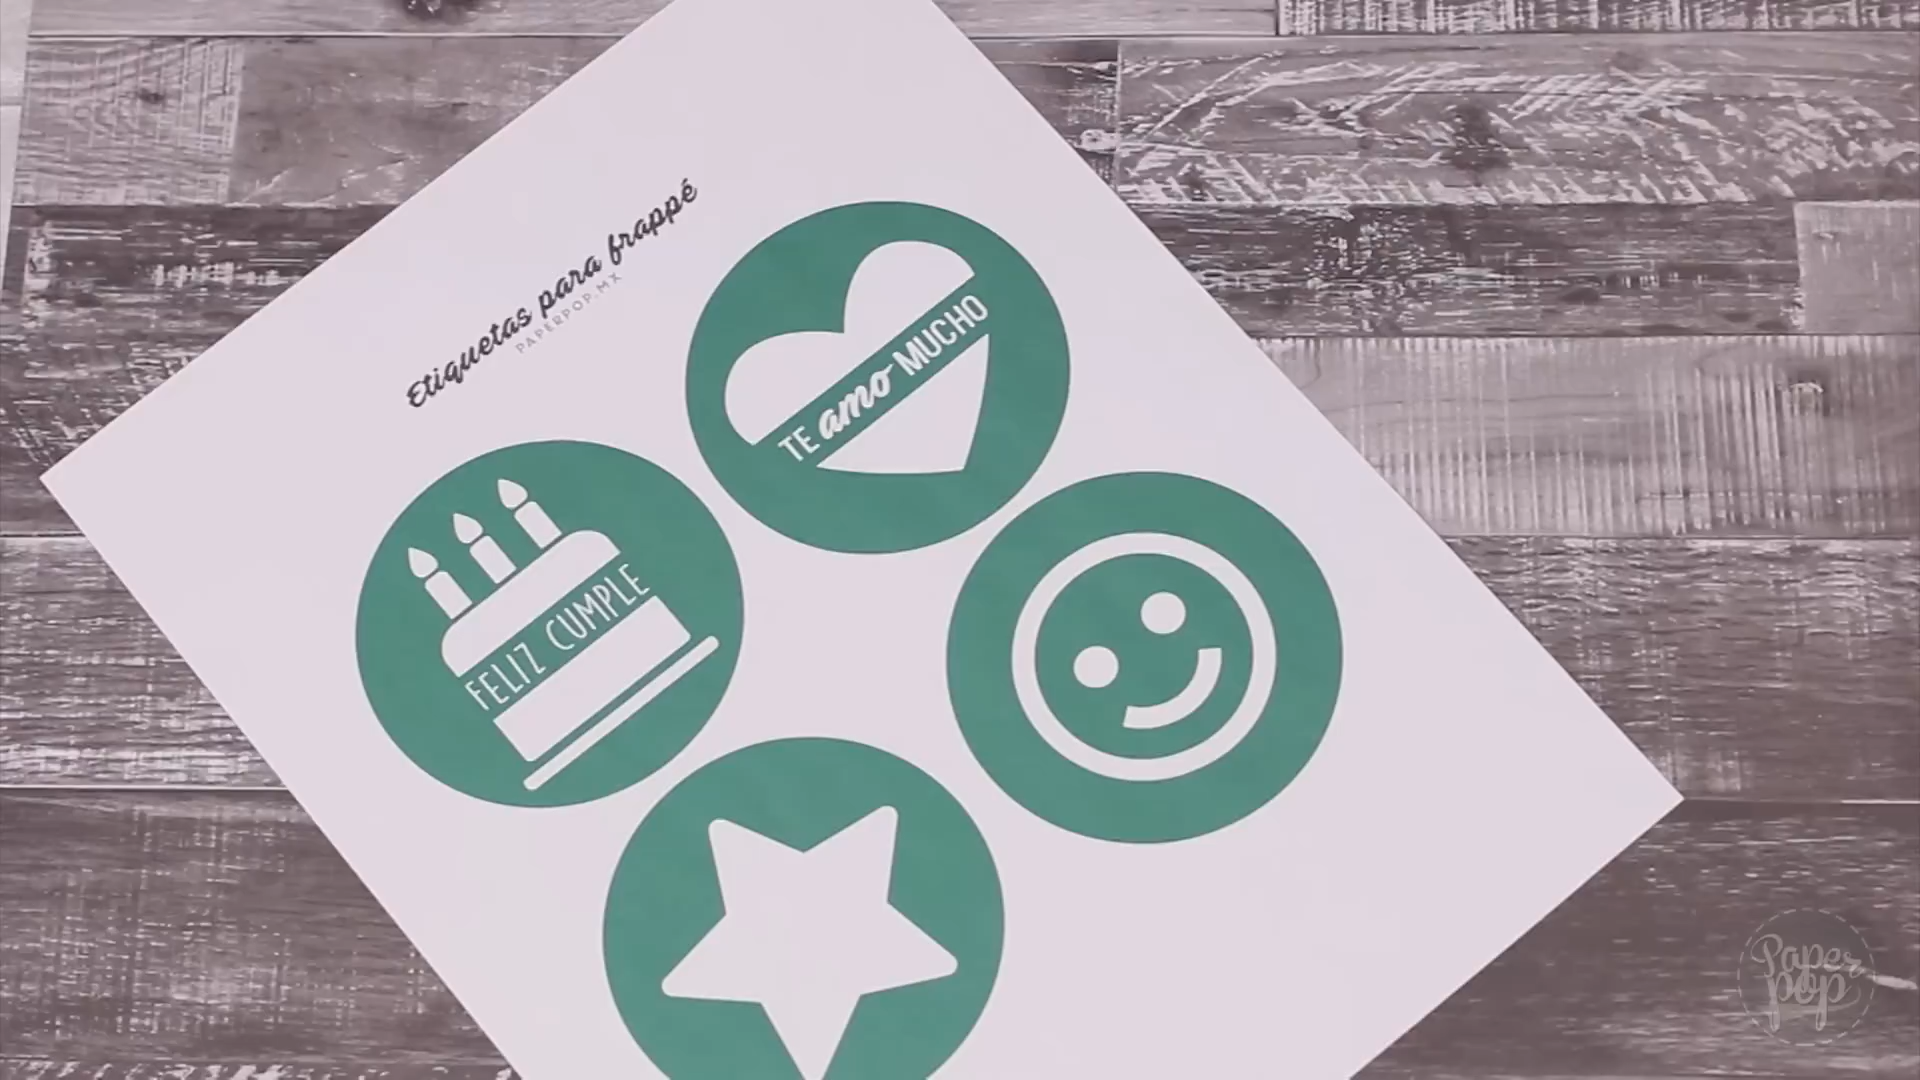 Etiquetas para frappé
PAPERPOP.MX
TE amo MUCHO
FELIZ CUMPLE
Paper
pop